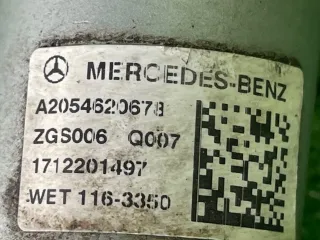 MERCEDES-BENZ
A2054620678
ZGS006 Q007
1712201497
WET 116-3350